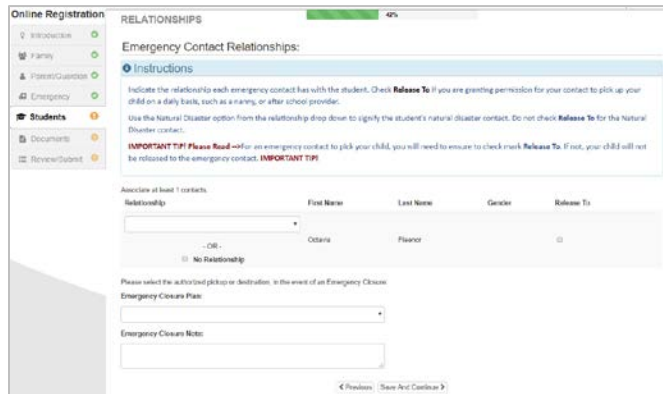 Online Registration
RELATIONSHIPS
42%
Introduction
Family
Parent/Guardian
Emergency
Students
Documents
Review/Submit
Emergency Contact Relationships:
Instructions
Indicate the relationship each emergency contact has with the student. Check Release To if you are granting permission for your contact to pick up your
child on a daily basis, such as a nanny, or after school provider.
Use the Natural Disaster option from the relationship drop down to signify the student's natural disaster contact. Do not check Release To for the Natural
Disaster contact.
IMPORTANT TIP! Please Read -->For an emergency contact to pick your child, you will need to ensure to check mark Release To. If not, your child will not
be released to the emergency contact. IMPORTANT TIP!
Associate at least 1 contacts.
Relationship First Name Last Name Gender Release To
- OR -
No Relationship
Please select the authorized pickup or destination, in the event of an Emergency Closure:
Emergency Closure Plan:
Emergency Closure Note:
Previous Save And Continue